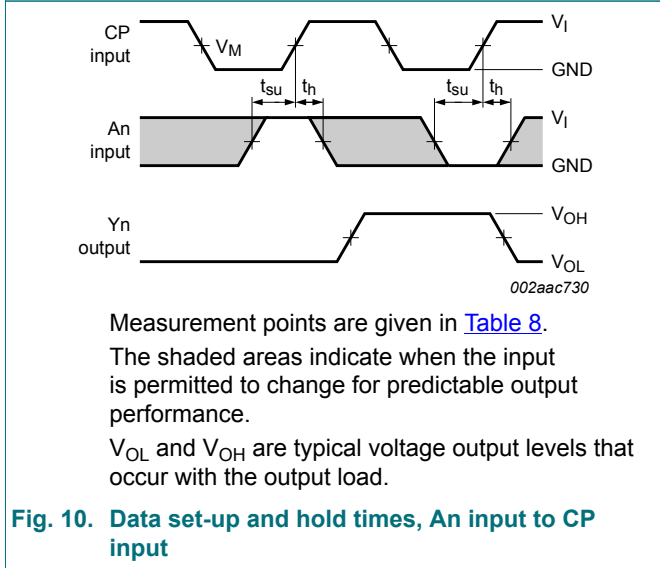 CP
input
V_M
V_I
GND
t_su
t_h
t_su
t_h
An
input
V_I
GND
Yn
output
V_OH
V_OL
002aac730
Measurement points are given in Table 8.
The shaded areas indicate when the input
is permitted to change for predictable output
performance.
V_OL and V_OH are typical voltage output levels that
occur with the output load.
Fig. 10. Data set-up and hold times, An input to CP
input